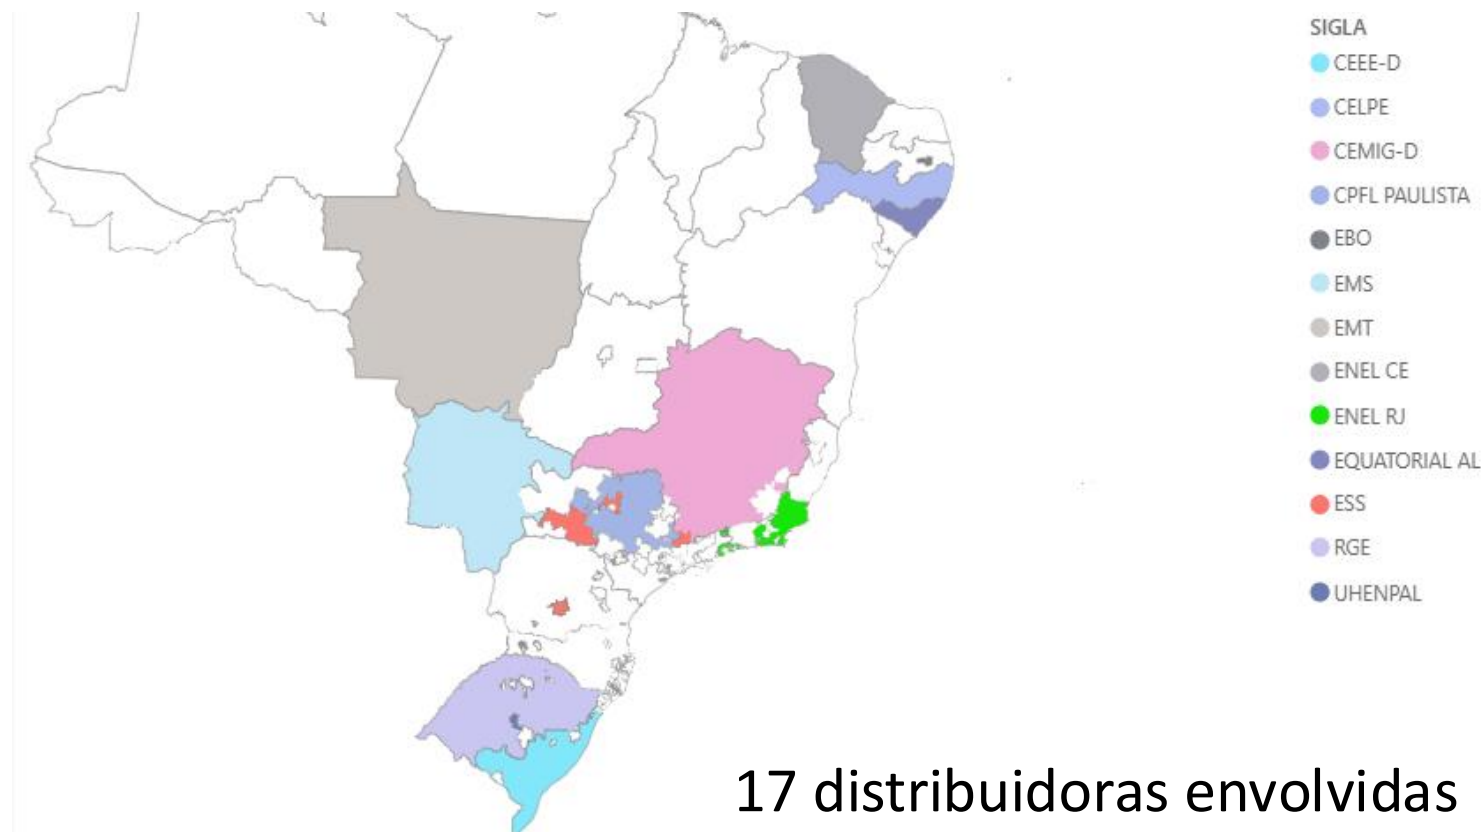 SIGLA
CEEE-D
CELPE
CEMIG-D
CPFL PAULISTA
EBO
EMS
EMT
ENEL CE
ENEL RJ
EQUATORIAL AL
ESS
RGE
UHENPAL
17 distribuidoras envolvidas